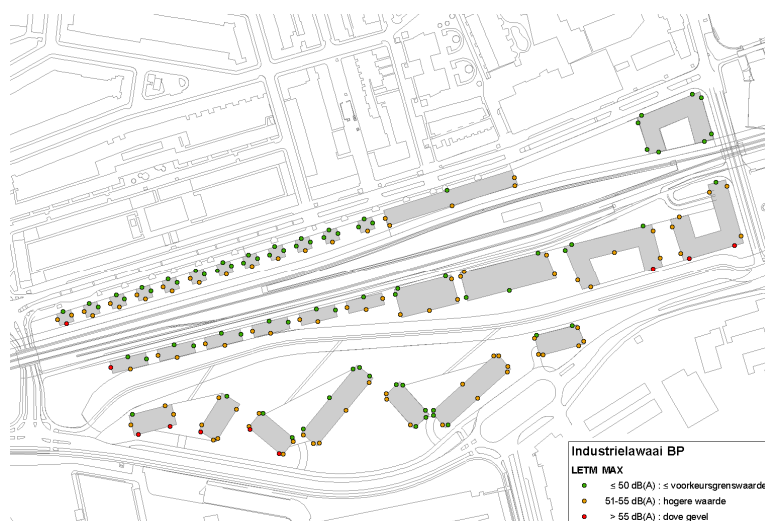 Industrielawaai BP
LETM MAX
≤ 50 dB(A) : ≤ voorkeursgrenswaarde
51-55 dB(A) : hogere waarde
> 55 dB(A) : dove gevel